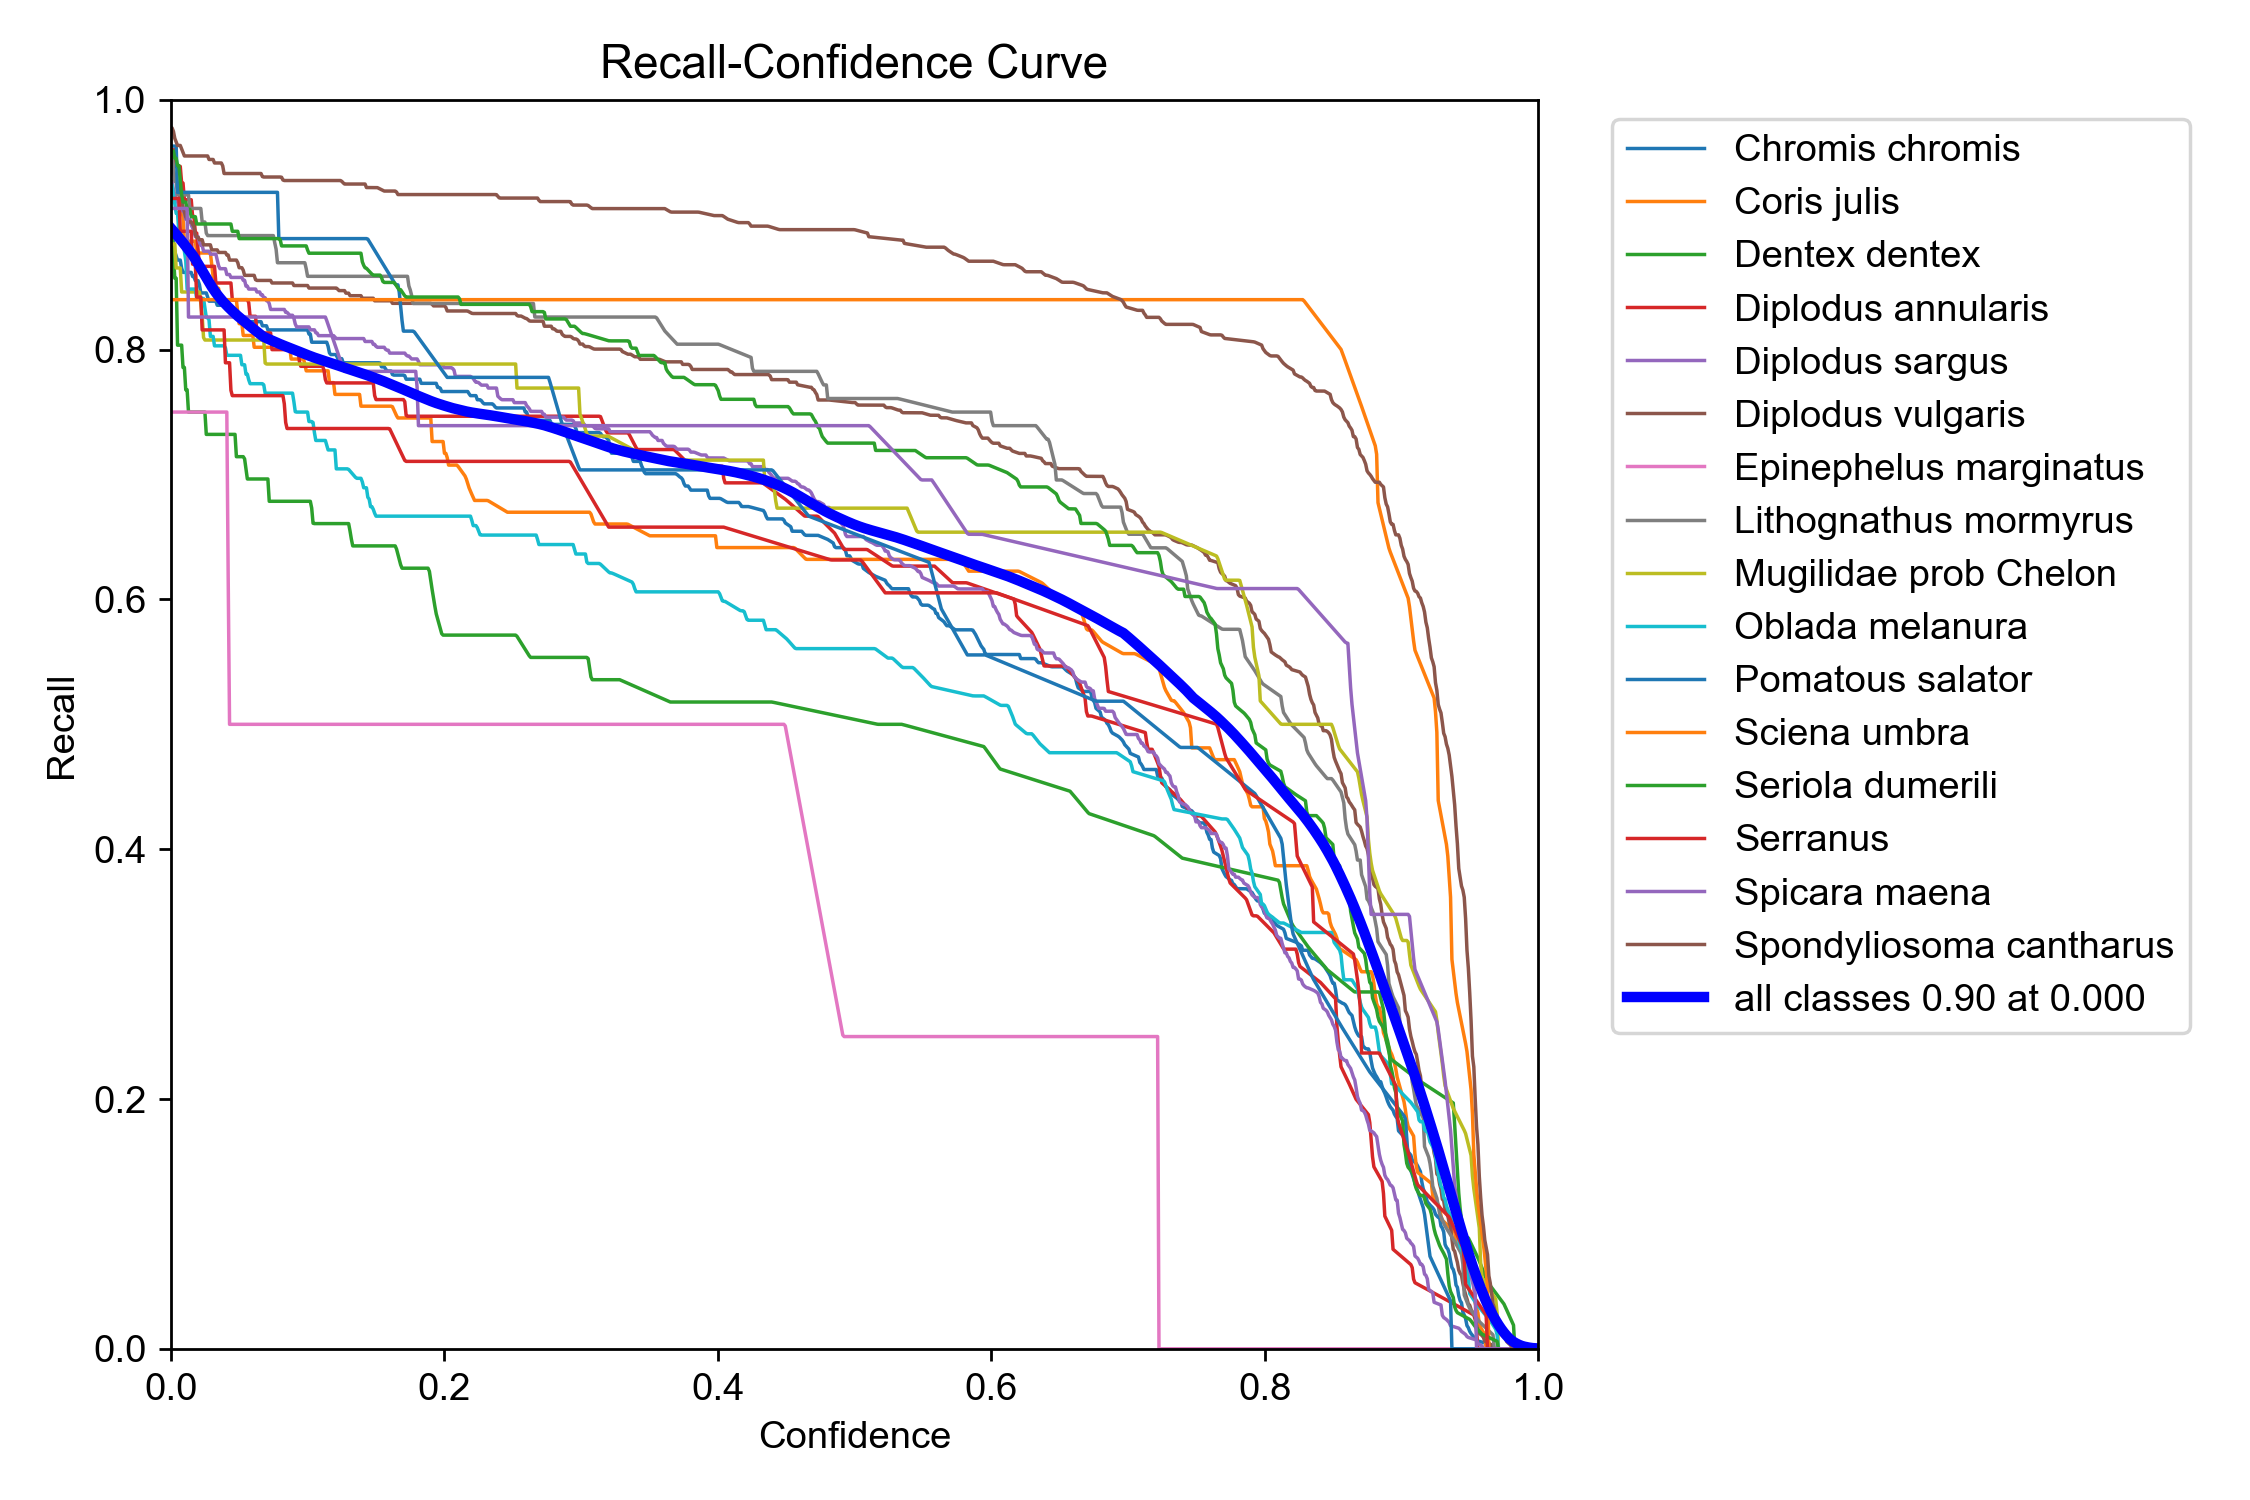 Recall-Confidence Curve
1.0
0.8
0.6
0.4
0.2
0.0
Recall
0.0 0.2 0.4 0.6 0.8 1.0
Confidence
Chromis chromis
Coris julis
Dentex dentex
Diplodus annularis
Diplodus sargus
Diplodus vulgaris
Epinephelus marginatus
Lithognathus mormyrus
Mugilidae prob Chelon
Oblada melanura
Pomatous salator
Sciena umbra
Seriola dumerili
Serranus
Spicara maena
Spondyliosoma cantharus
all classes 0.90 at 0.000